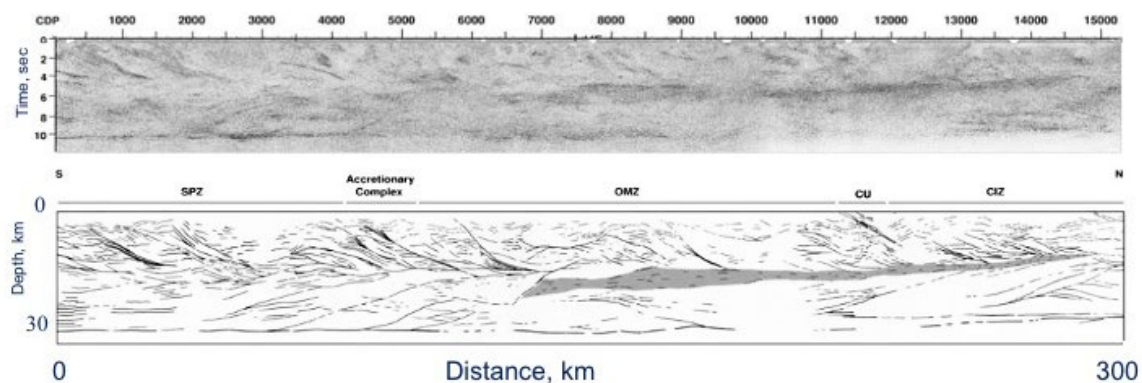 CDP 1000 2000 3000 4000 5000 6000 7000 8000 9000 10000 11000 12000 13000 14000 15000
Time, sec
0
2
4
6
8
10
S N
SPZ Accretionary Complex OMZ CU CIZ
Depth, km
0
30
0 Distance, km 300